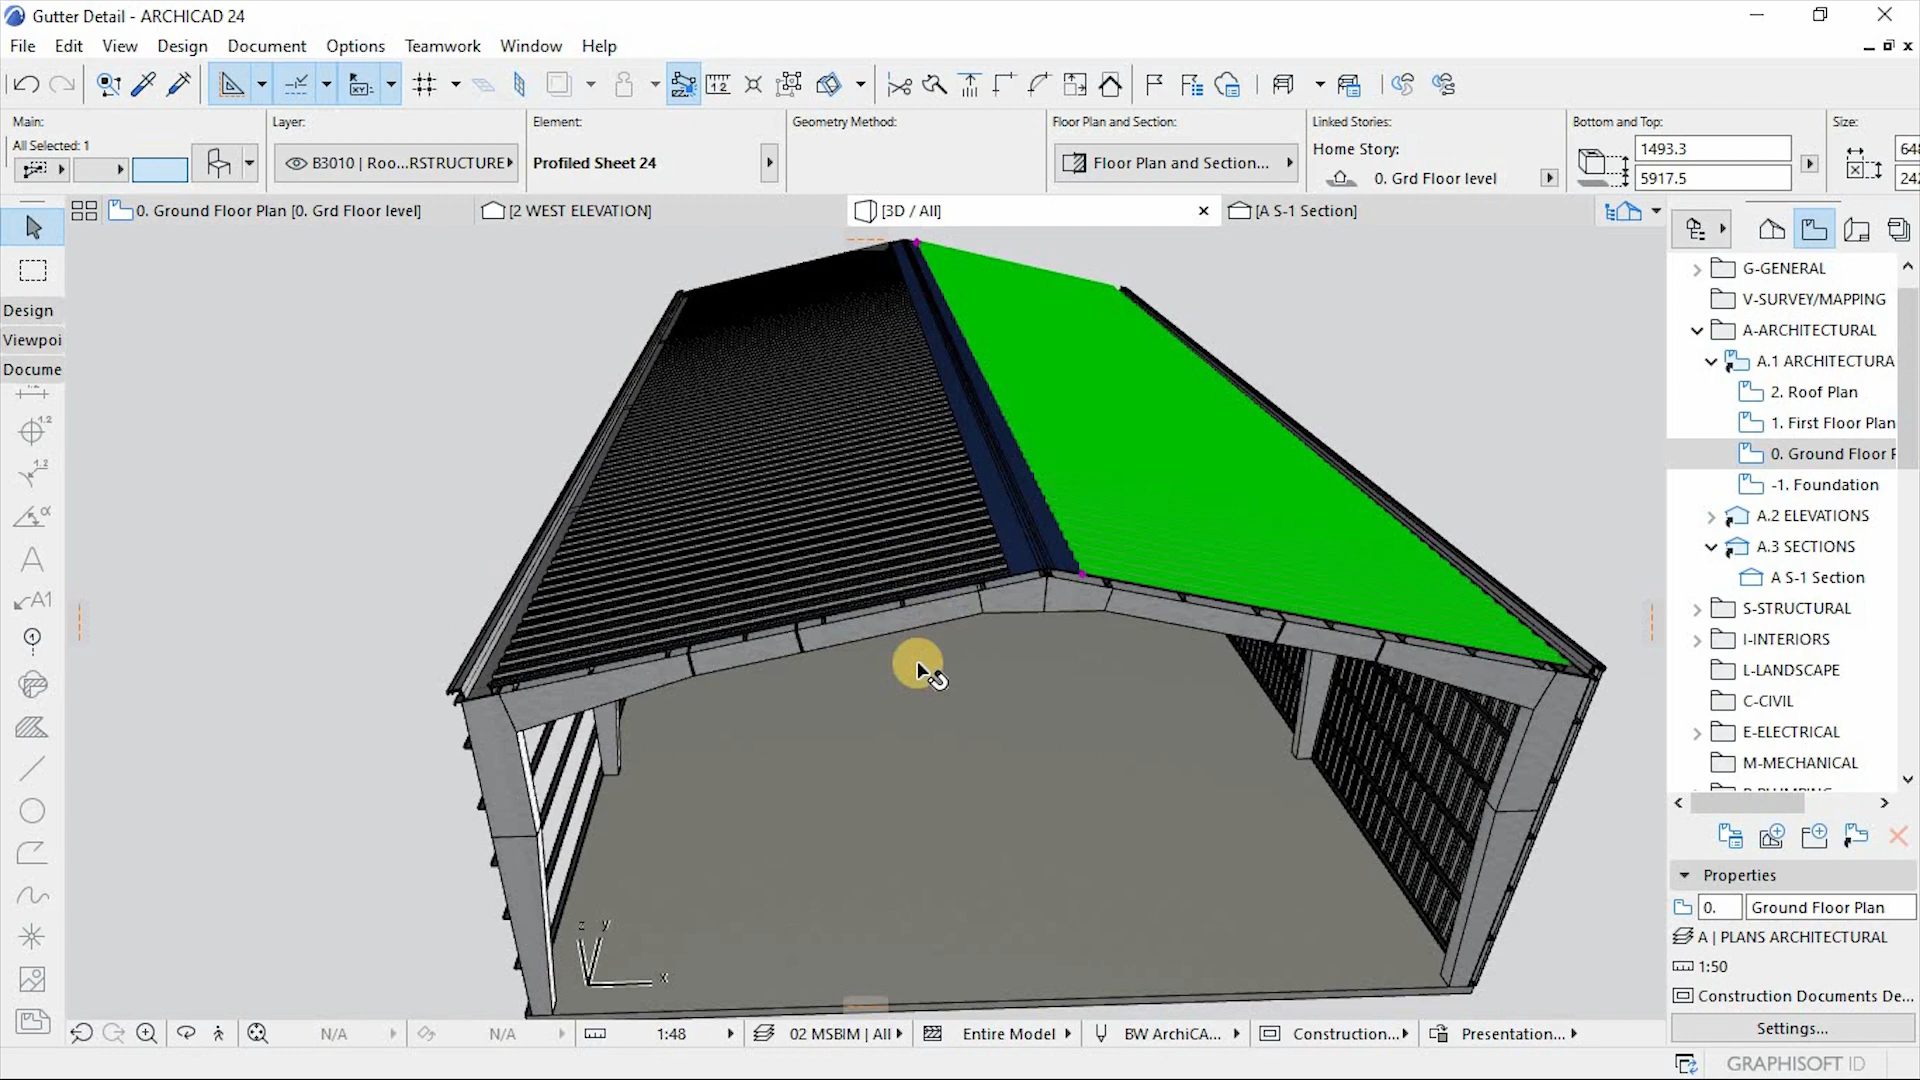 Gutter Detail - ARCHICAD 24
File Edit View Design Document Options Teamwork Window Help
Main:
All Selected: 1
Layer:
B3010 | Roo...RSTRUCTURE
Element:
Profiled Sheet 24
Geometry Method:
Floor Plan and Section:
Floor Plan and Section...
Linked Stories:
Home Story:
0. Grd Floor level
Bottom and Top:
1493.3
5917.5
Size:
648
242
0. Ground Floor Plan [0. Grd Floor level]
[2 WEST ELEVATION]
[3D / All]
[A S-1 Section]
Design
Viewpoi
Docume
G-GENERAL
V-SURVEY/MAPPING
A-ARCHITECTURAL
A.1 ARCHITECTURA
2. Roof Plan
1. First Floor Plan
0. Ground Floor P
-1. Foundation
A.2 ELEVATIONS
A.3 SECTIONS
A S-1 Section
S-STRUCTURAL
I-INTERIORS
L-LANDSCAPE
C-CIVIL
E-ELECTRICAL
M-MECHANICAL
z y
x
Properties
0. Ground Floor Plan
A | PLANS ARCHITECTURAL
1:50
Construction Documents De...
Settings...
N/A
N/A
1:48
02 MSBIM | All
Entire Model
BW ArchiCA...
Construction...
Presentation...
GRAPHISOFT ID